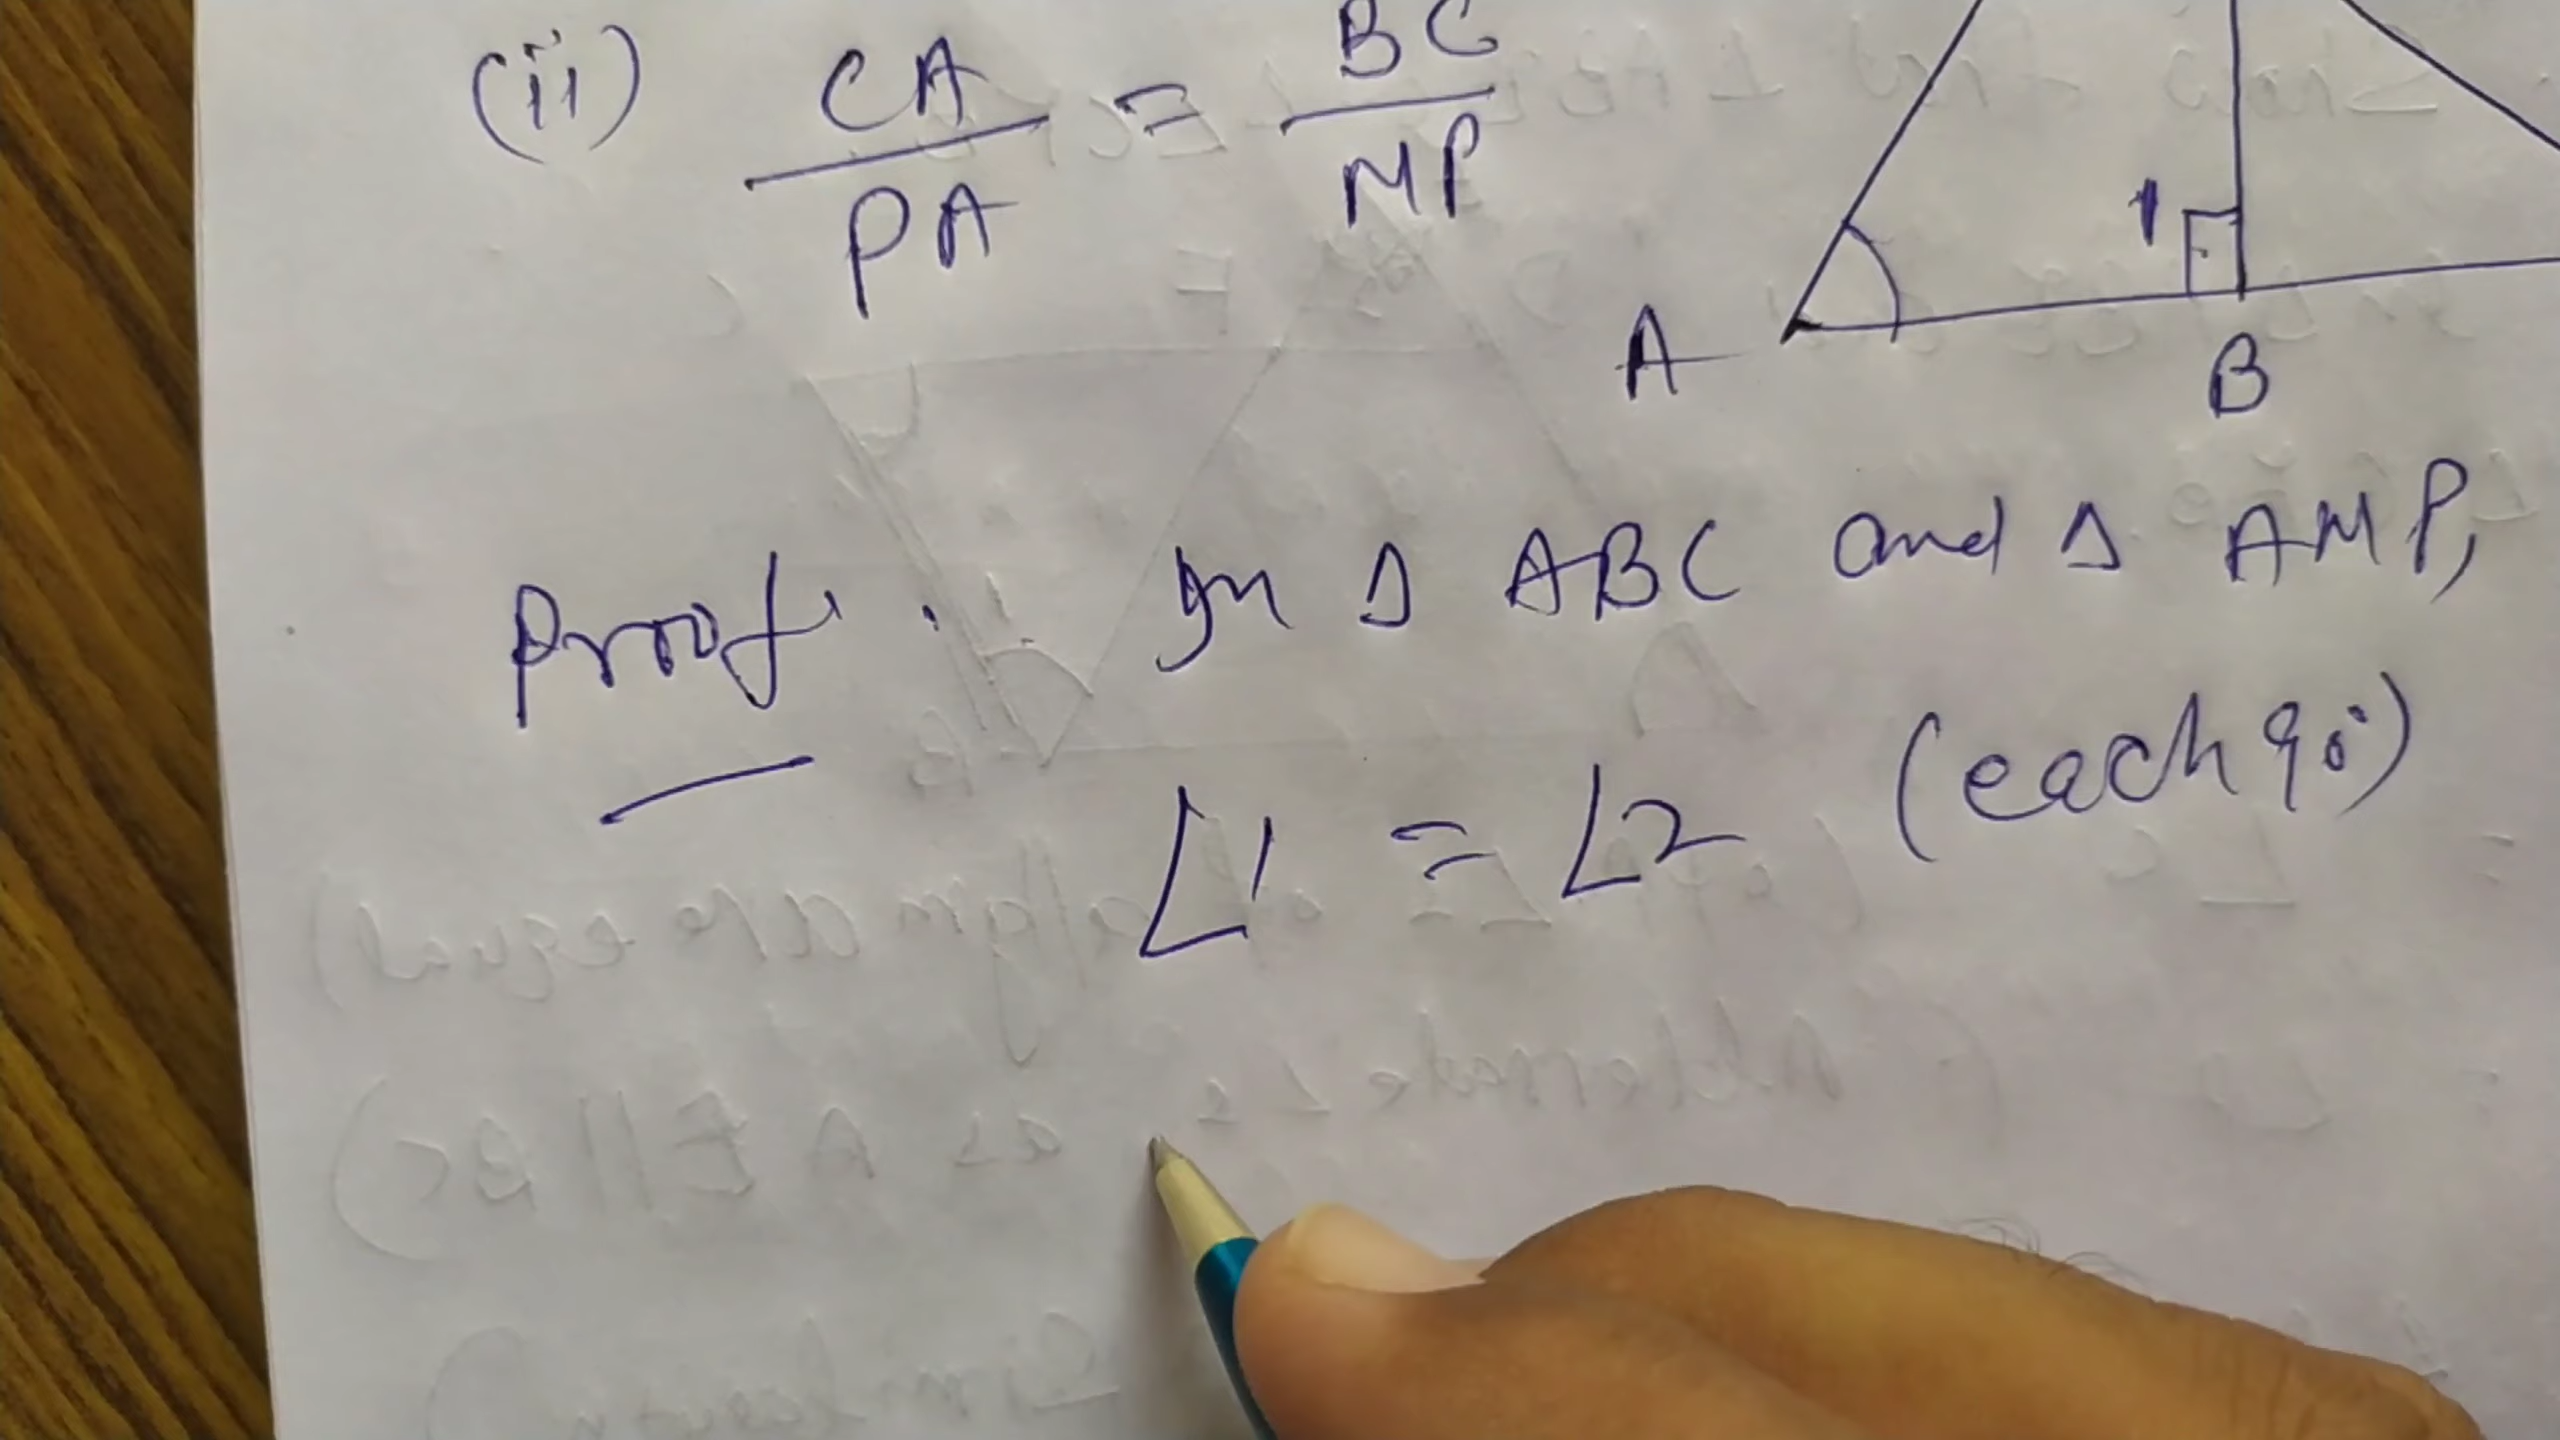 (ii) CA/PA = BC/MP
1
A
B
Proof: In Δ ABC and Δ AMP,
∠1 = ∠2 (each 90°)